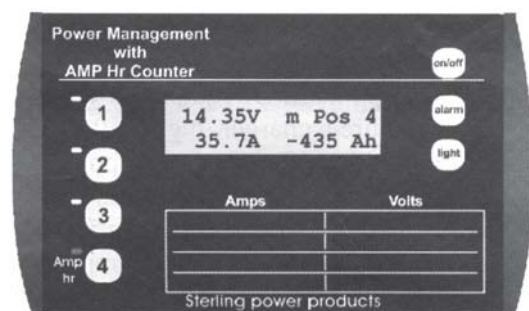 Power Management
with
AMP Hr Counter
on/off
1
14.35V m Pos 4
alarm
35.7A -435 Ah
2
light
3
Amps Volts
Amp
hr
4
Sterling power products